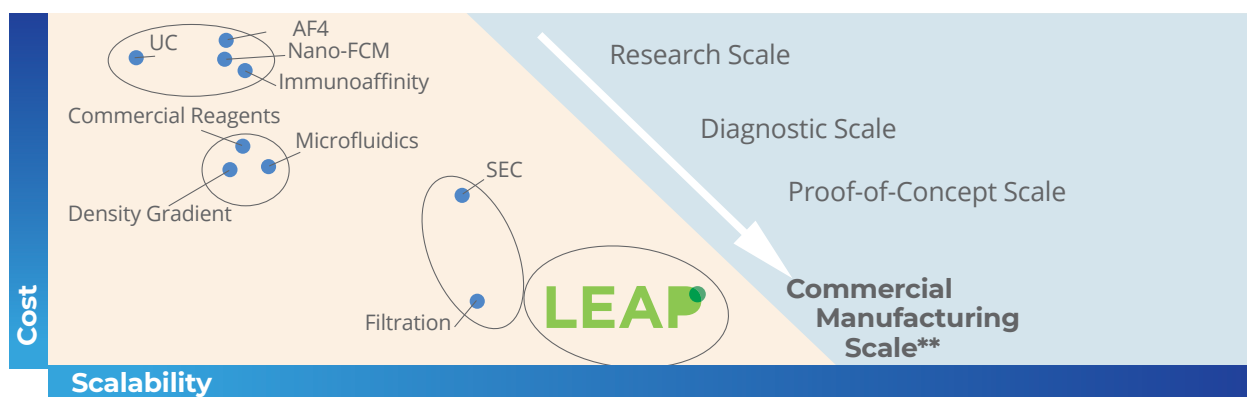 UC
AF4
Nano-FCM
Immunoaffinity
Commercial Reagents
Microfluidics
Density Gradient
SEC
Filtration
LEAP
Research Scale
Diagnostic Scale
Proof-of-Concept Scale
Commercial
Manufacturing
Scale**
Cost
Scalability